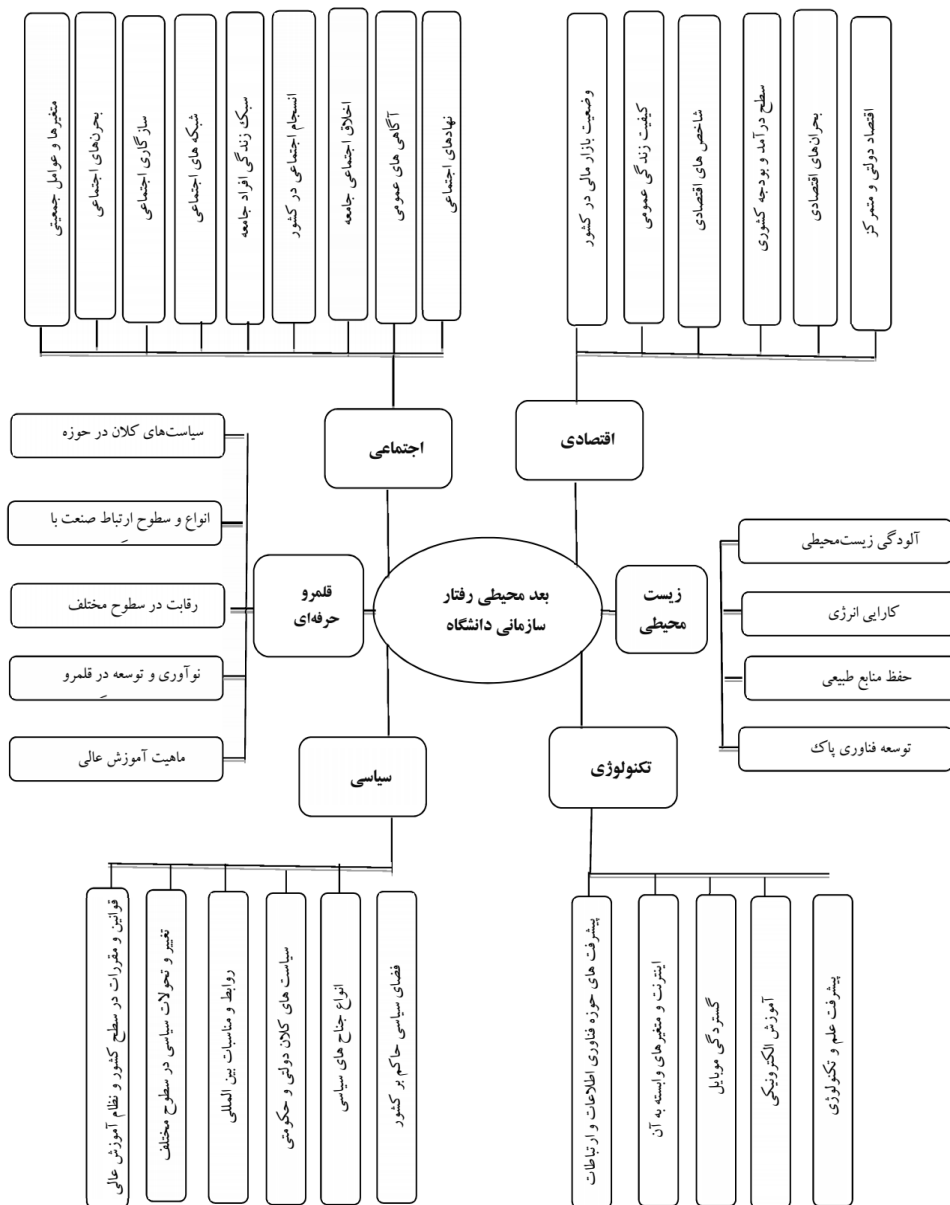 اقتصاد دولتی و متمرکز
بحران‌های اقتصادی
سطح درآمد و بودجه کشوری
شاخص های اقتصادی
کیفیت زندگی عمومی
وضعیت بازار مالی در کشور
نهادهای اجتماعی
آگاهی های عمومی
اخلاق اجتماعی جامعه
انسجام اجتماعی در کشور
سبک زندگی افراد جامعه
شبکه های اجتماعی
سازگاری اجتماعی
بحرن‌های اجتماعی
متغیرها و عوامل جمعیتی
اقتصادی
اجتماعی
آلودگی زیست‌محیطی
کارایی انرژی
حفظ منابع طبیعی
توسعه فناوری پاک
زیست
محیطی
بعد محیطی رفتار
سازمانی دانشگاه
قلمرو
حرفه‌ای
سیاست‌های کلان در حوزه
انواع و سطوح ارتباط صنعت با
رقابت در سطوح مختلف
نوآوری و توسعه در قلمرو
ماهیت آموزش عالی
تکنولوژی
سیاسی
پیشرفت علم و تکنولوژی
آموزش الکترونیکی
گستردگی موبایل
اینترنت و متغیرهای وابسته به آن
پیشرفت های حوزه فناوری اطلاعات و ارتباطات
فضای سیاسی حاکم بر کشور
انواع جناح های سیاسی
سیاست های کلان دولتی و حکومتی
روابط و مناسبات بین المللی
تغییر و تحولات سیاسی در سطوح مختلف
قوانین و مقررات در سطح کشور و نظام آموزش عالی